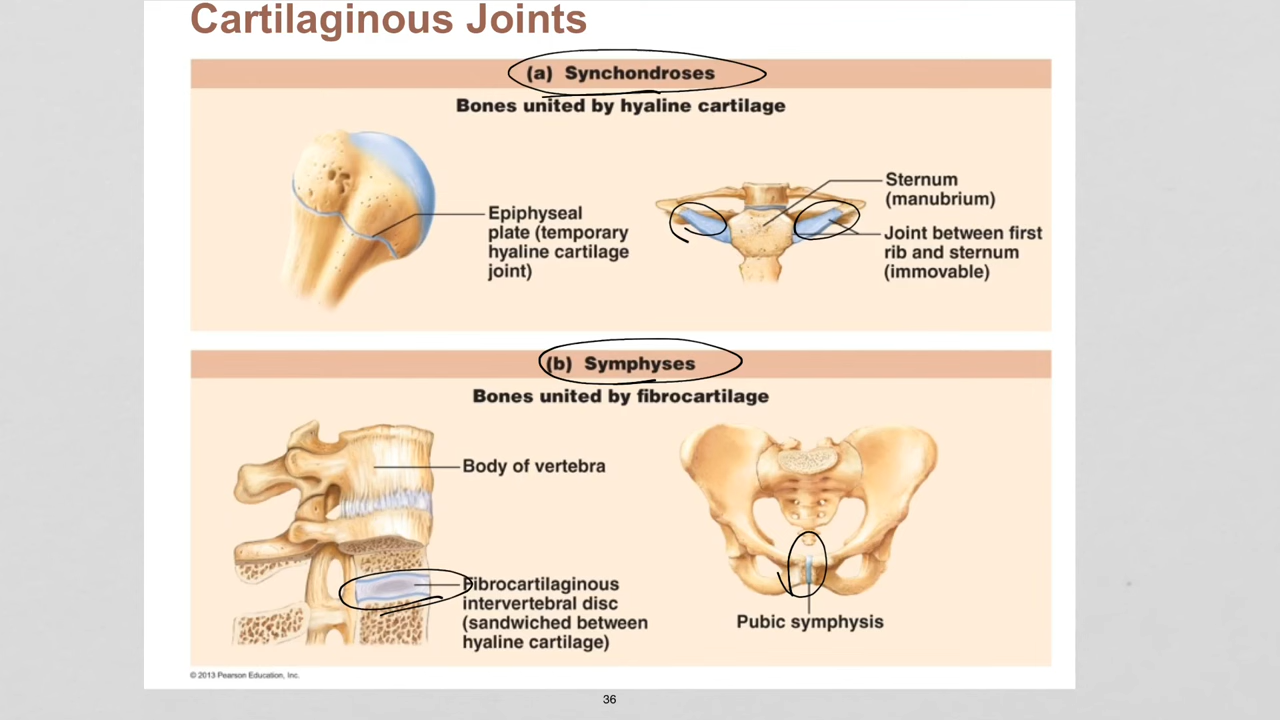 Cartilaginous Joints
(a) Synchondroses
Bones united by hyaline cartilage
Epiphyseal
plate (temporary
hyaline cartilage
joint)
Sternum
(manubrium)
Joint between first
rib and sternum
(immovable)
(b) Symphyses
Bones united by fibrocartilage
Body of vertebra
Fibrocartilaginous
intervertebral disc
(sandwiched between
hyaline cartilage)
Pubic symphysis
© 2013 Pearson Education, Inc.
36